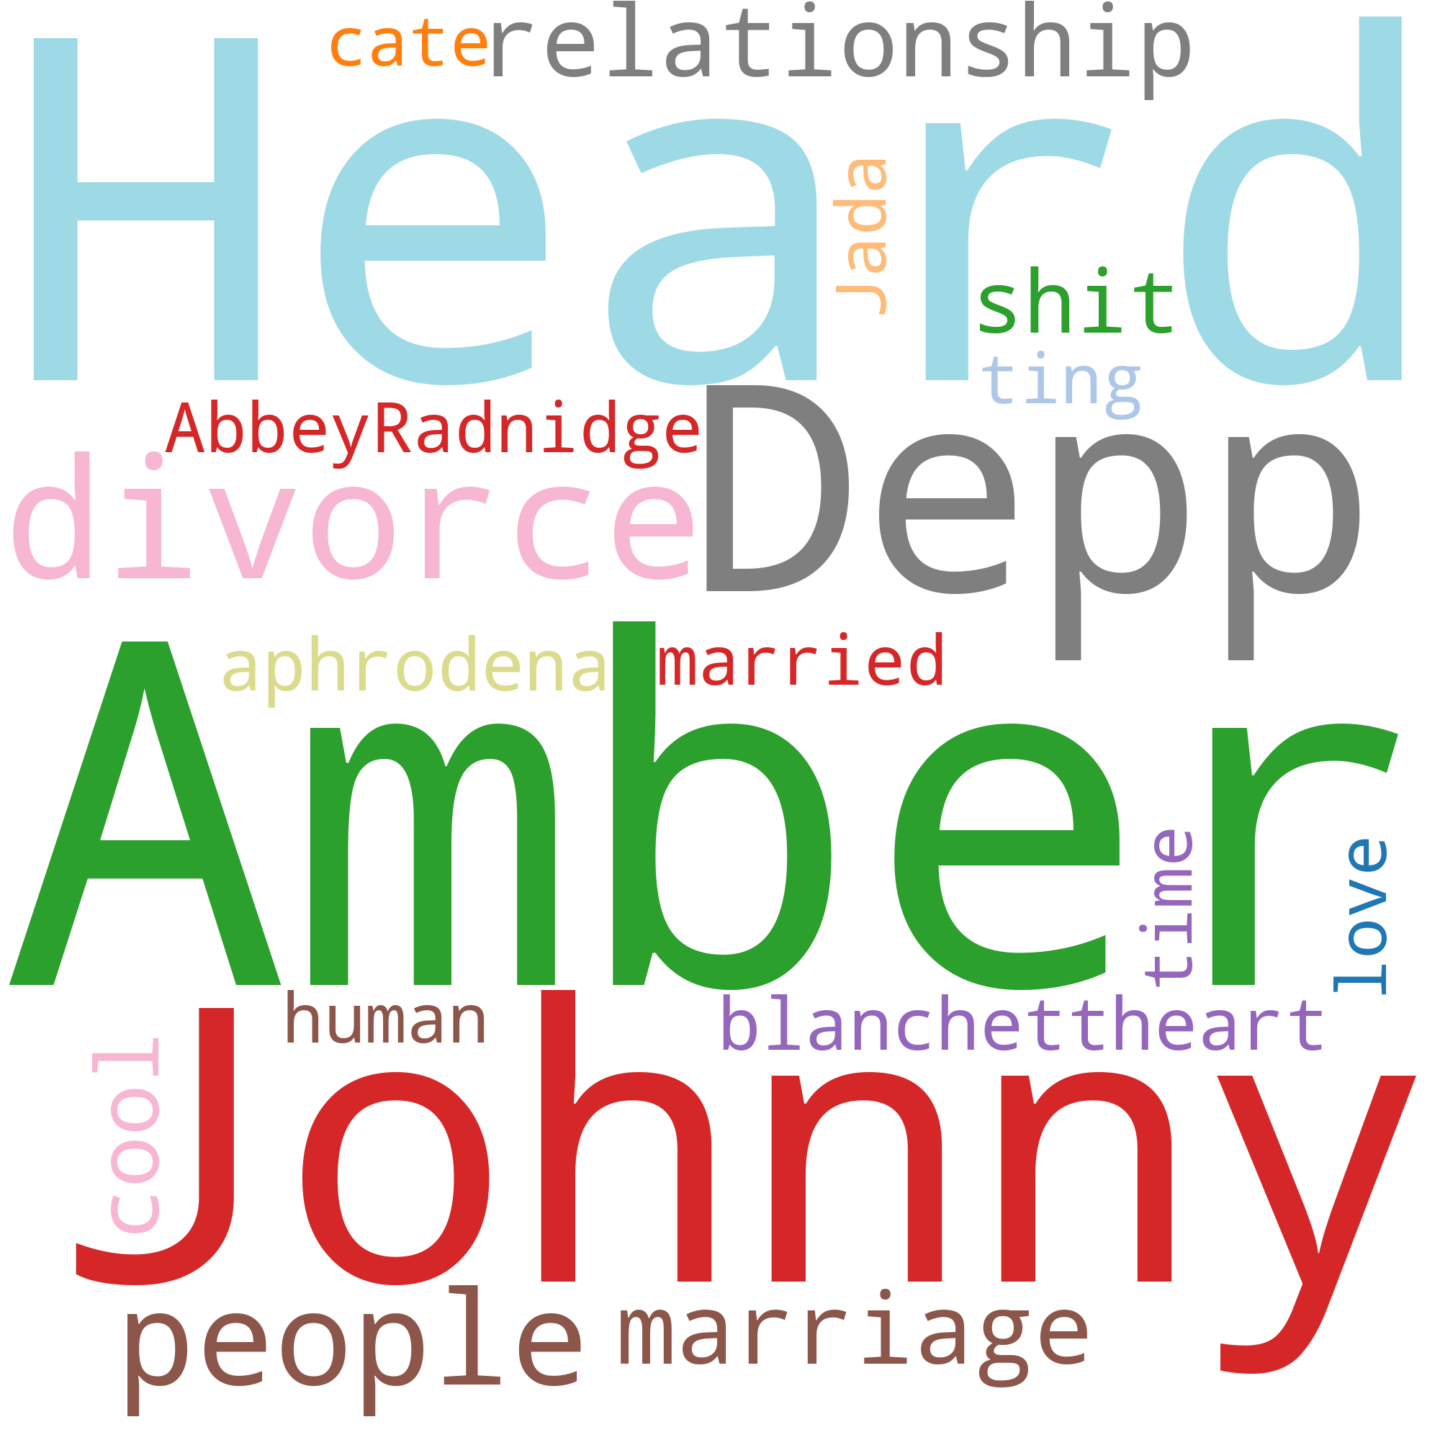 cate
relationship
Heard
Jada
shit
ting
AbbeyRadnidge
divorce
Depp
aphrodena
married
Amber
time
love
human
blanchettheart
cool
Johnny
people
marriage